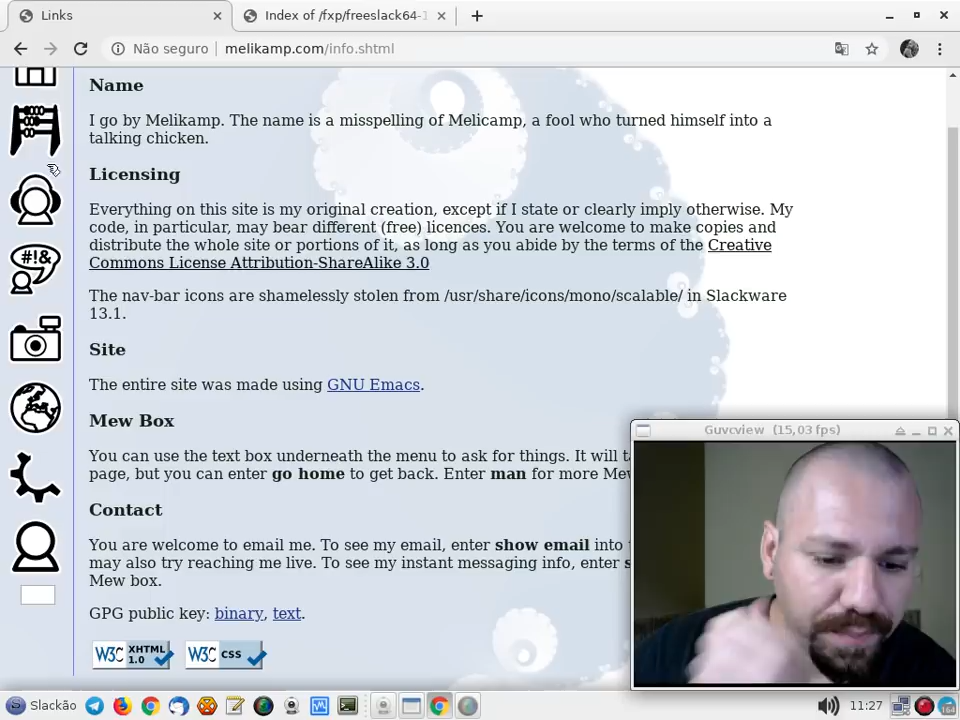 Links
Index of /fxp/freeslack64-1
Não seguro
melikamp.com/info.shtml
Name
I go by Melikamp. The name is a misspelling of Melicamp, a fool who turned himself into a
talking chicken.
Licensing
Everything on this site is my original creation, except if I state or clearly imply otherwise. My
code, in particular, may bear different (free) licences. You are welcome to make copies and
distribute the whole site or portions of it, as long as you abide by the terms of the Creative
Commons License Attribution-ShareAlike 3.0
#!&
The nav-bar icons are shamelessly stolen from /usr/share/icons/mono/scalable/ in Slackware
13.1.
Site
The entire site was made using GNU Emacs.
Mew Box
Guvcview (15,03 fps)
You can use the text box underneath the menu to ask for things. It will
page, but you can enter go home to get back. Enter man for more
Contact
You are welcome to email me. To see my email, enter show email into
may also try reaching me live. To see my instant messaging info, enter
Mew box.
GPG public key: binary, text.
W3C XHTML 1.0
W3C CSS
Slackão
11:27
164